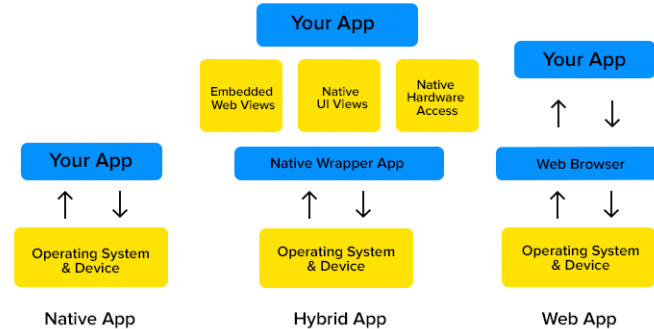 Your App
Embedded
Web Views
Native
UI Views
Native
Hardware
Access
Your App
Your App
Native Wrapper App
Web Browser
Operating System
& Device
Operating System
& Device
Operating System
& Device
Native App
Hybrid App
Web App